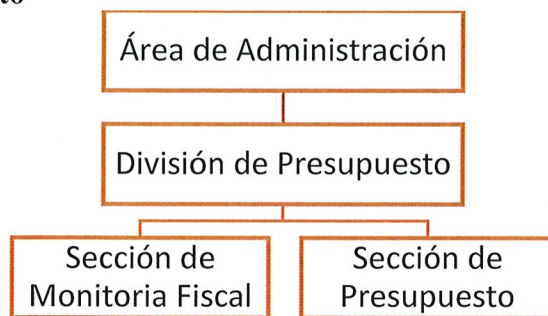 Área de Administración
División de Presupuesto
Sección de
Monitoria Fiscal
Sección de
Presupuesto